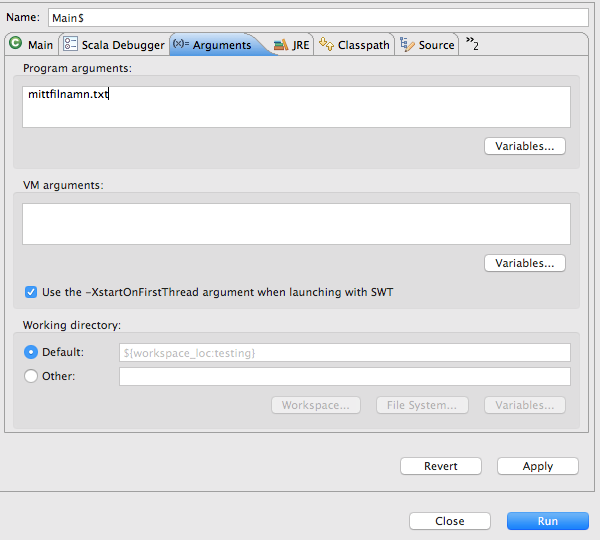 Name: Main$
Main Scala Debugger (x)= Arguments JRE Classpath Source »2
Program arguments:
mittfilnamn.txt
Variables...
VM arguments:
Variables...
Use the -XstartOnFirstThread argument when launching with SWT
Working directory:
Default: ${workspace_loc:testing}
Other:
Workspace... File System... Variables...
Revert Apply
Close Run